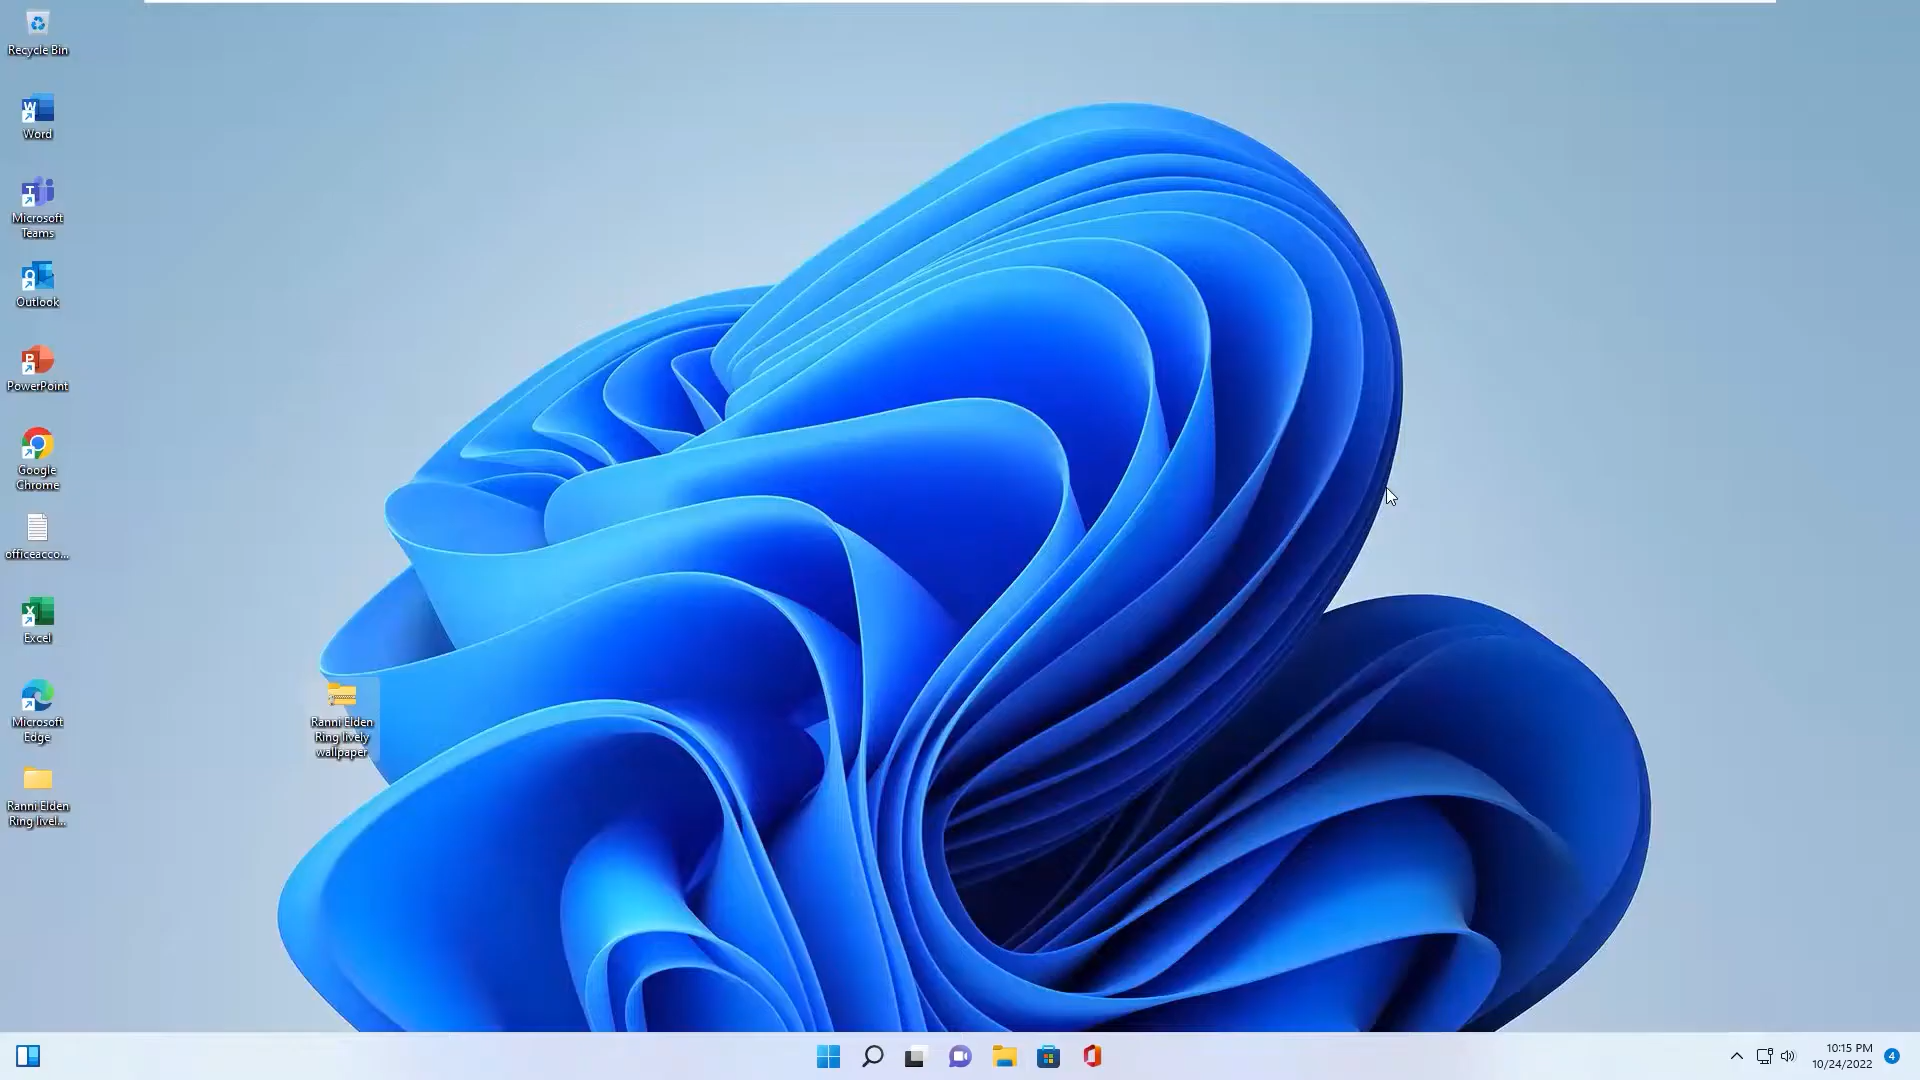 Recycle Bin
Word
Microsoft
Teams
Outlook
PowerPoint
Google
Chrome
officeacco...
Excel
Microsoft
Edge
Ranni Elden
Ring livel...
Ranni Elden
Ring lively
wallpaper
10:15 PM
10/24/2022
4